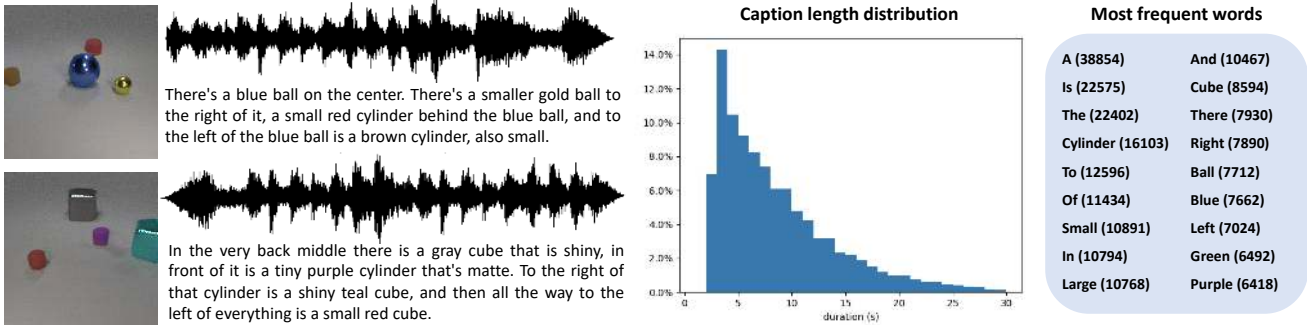 There's a blue ball on the center. There's a smaller gold ball to
the right of it, a small red cylinder behind the blue ball, and to
the left of the blue ball is a brown cylinder, also small.
In the very back middle there is a gray cube that is shiny, in
front of it is a tiny purple cylinder that's matte. To the right of
that cylinder is a shiny teal cube, and then all the way to the
left of everything is a small red cube.
Caption length distribution
14.0%
12.0%
10.0%
8.0%
6.0%
4.0%
2.0%
0.0%
0 5 10 15 20 25 30
duration (s)
Most frequent words
A (38854) And (10467)
Is (22575) Cube (8594)
The (22402) There (7930)
Cylinder (16103) Right (7890)
To (12596) Ball (7712)
Of (11434) Blue (7662)
Small (10891) Left (7024)
In (10794) Green (6492)
Large (10768) Purple (6418)